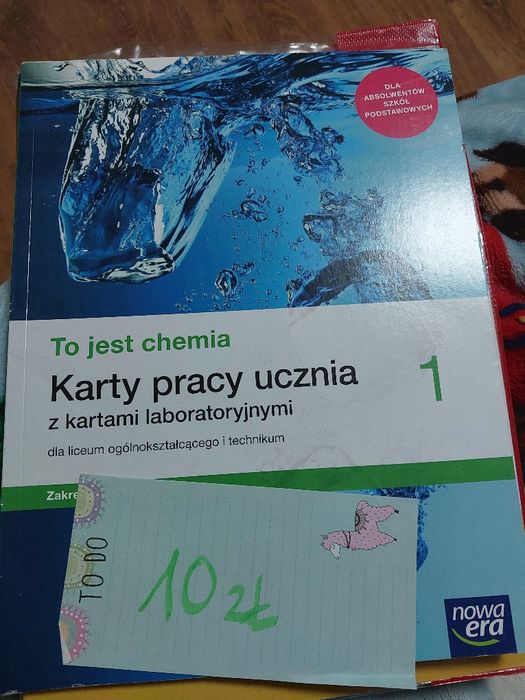 DLA
ABSOLWENTÓW
SZKÓŁ
PODSTAWOWYCH
To jest chemia
Karty pracy ucznia 1
z kartami laboratoryjnymi
dla liceum ogólnokształcącego i technikum
TO DO
10 zł
nowa
era